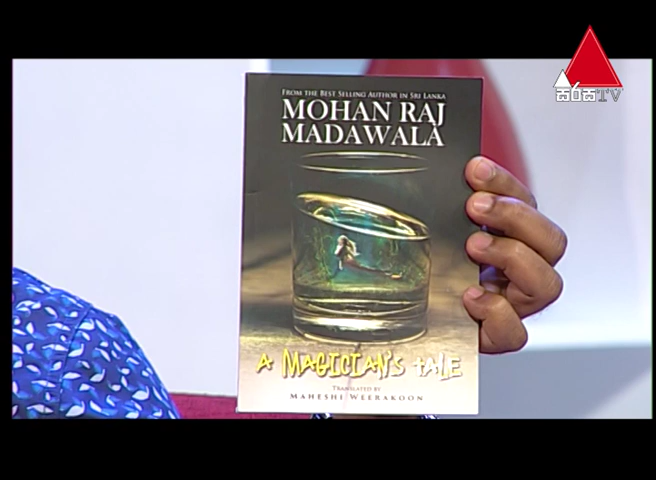 සිරස TV
FROM THE BEST SELLING AUTHOR IN SRI LANKA
MOHAN RAJ
MADAWALA
A MAGICIAN'S TALE
TRANSLATED BY
MAHESHI WEERAKOON